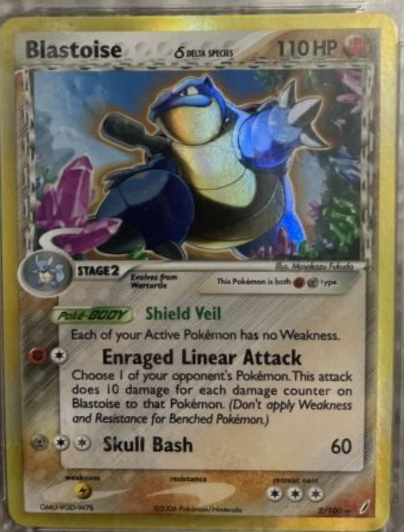 Blastoise δ DELTA SPECIES 110 HP
Illus. Masakazu Fukuda
STAGE 2 Evolves from Wartortle
This Pokémon is both type.
Poké-BODY Shield Veil
Each of your Active Pokémon has no Weakness.
Enraged Linear Attack
Choose 1 of your opponent's Pokémon. This attack
does 10 damage for each damage counter on
Blastoise to that Pokémon. (Don't apply Weakness
and Resistance for Benched Pokémon.)
Skull Bash 60
weakness resistance retreat cost
©2006 Pokémon/Nintendo 2/100